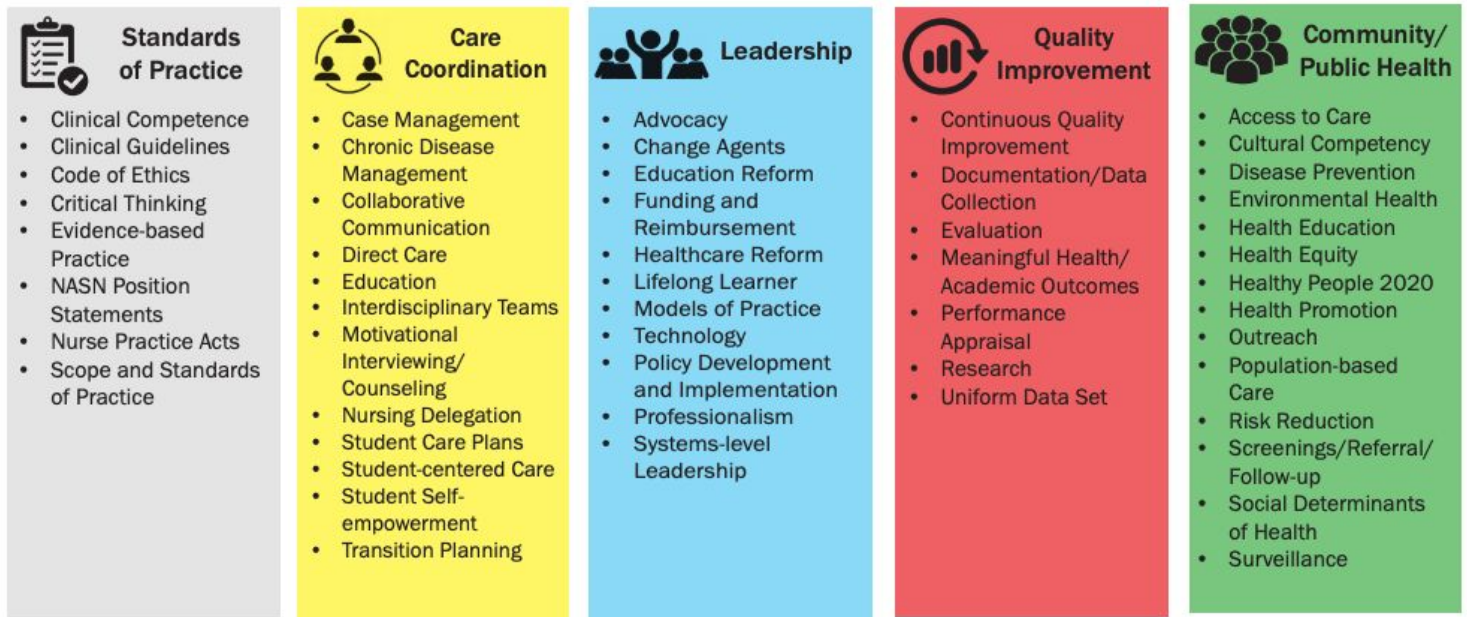 Standards
of Practice
• Clinical Competence
• Clinical Guidelines
• Code of Ethics
• Critical Thinking
• Evidence-based
Practice
• NASN Position
Statements
• Nurse Practice Acts
• Scope and Standards
of Practice
Care
Coordination
• Case Management
• Chronic Disease
Management
• Collaborative
Communication
• Direct Care
• Education
• Interdisciplinary Teams
• Motivational
Interviewing/
Counseling
• Nursing Delegation
• Student Care Plans
• Student-centered Care
• Student Self-
empowerment
• Transition Planning
Leadership
• Advocacy
• Change Agents
• Education Reform
• Funding and
Reimbursement
• Healthcare Reform
• Lifelong Learner
• Models of Practice
• Technology
• Policy Development
and Implementation
• Professionalism
• Systems-level
Leadership
Quality
Improvement
• Continuous Quality
Improvement
• Documentation/Data
Collection
• Evaluation
• Meaningful Health/
Academic Outcomes
• Performance
Appraisal
• Research
• Uniform Data Set
Community/
Public Health
• Access to Care
• Cultural Competency
• Disease Prevention
• Environmental Health
• Health Education
• Health Equity
• Healthy People 2020
• Health Promotion
• Outreach
• Population-based
Care
• Risk Reduction
• Screenings/Referral/
Follow-up
• Social Determinants
of Health
• Surveillance